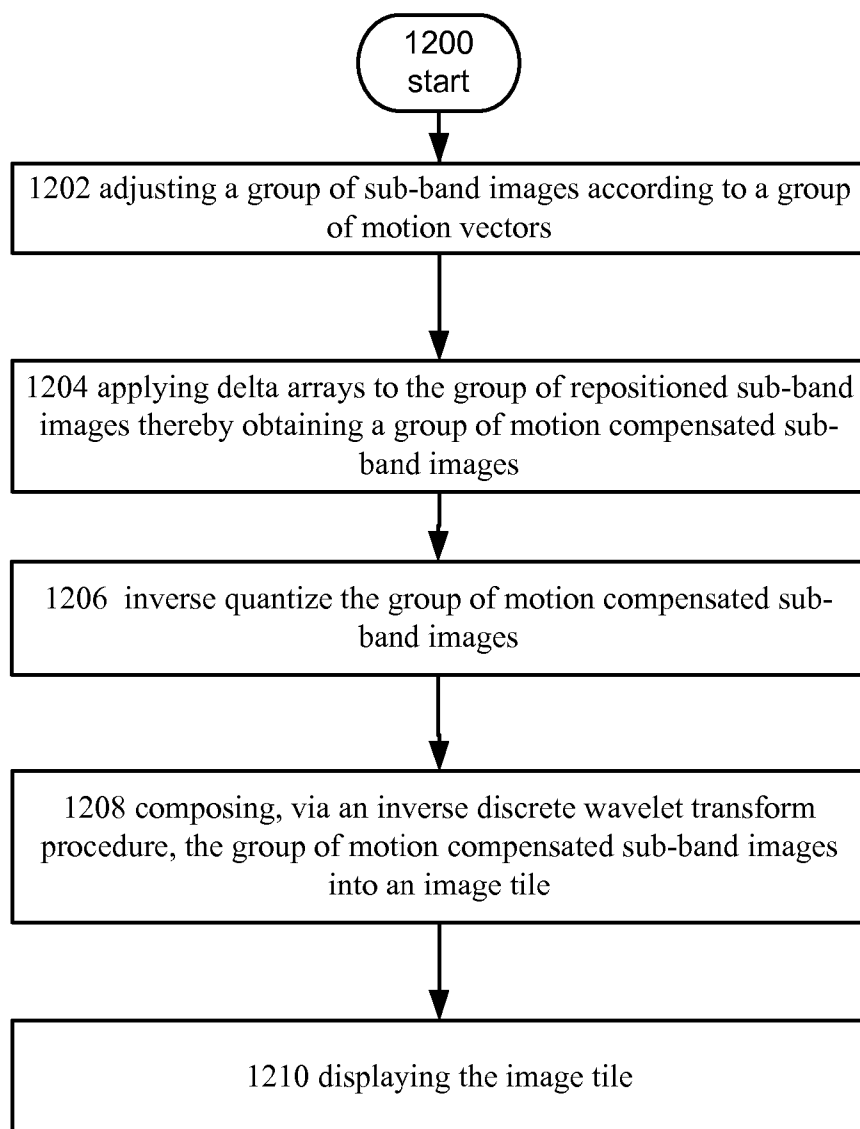 1200
start
1202 adjusting a group of sub-band images according to a group
of motion vectors
1204 applying delta arrays to the group of repositioned sub-band
images thereby obtaining a group of motion compensated sub-
band images
1206 inverse quantize the group of motion compensated sub-
band images
1208 composing, via an inverse discrete wavelet transform
procedure, the group of motion compensated sub-band images
into an image tile
1210 displaying the image tile